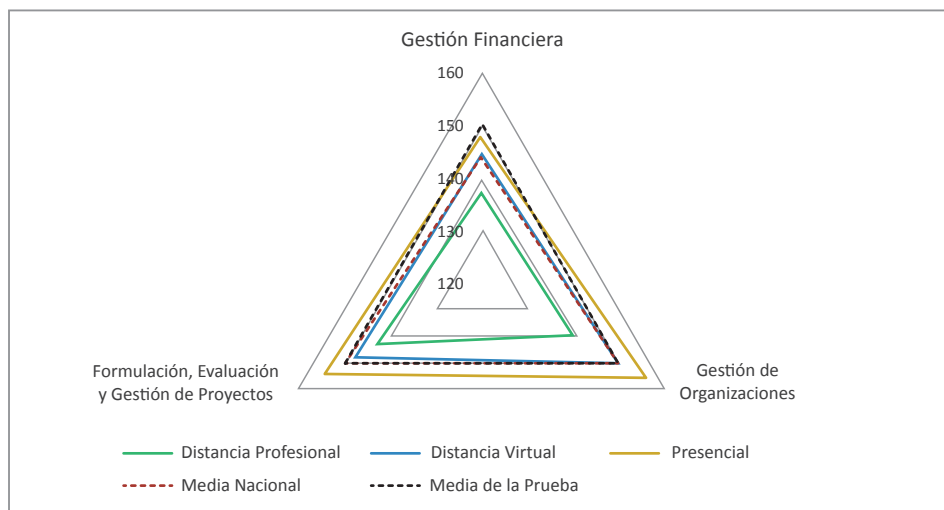 Gestión Financiera
160
150
140
130
120
Formulación, Evaluación
y Gestión de Proyectos
Gestión de
Organizaciones
Distancia Profesional
Distancia Virtual
Presencial
Media Nacional
Media de la Prueba